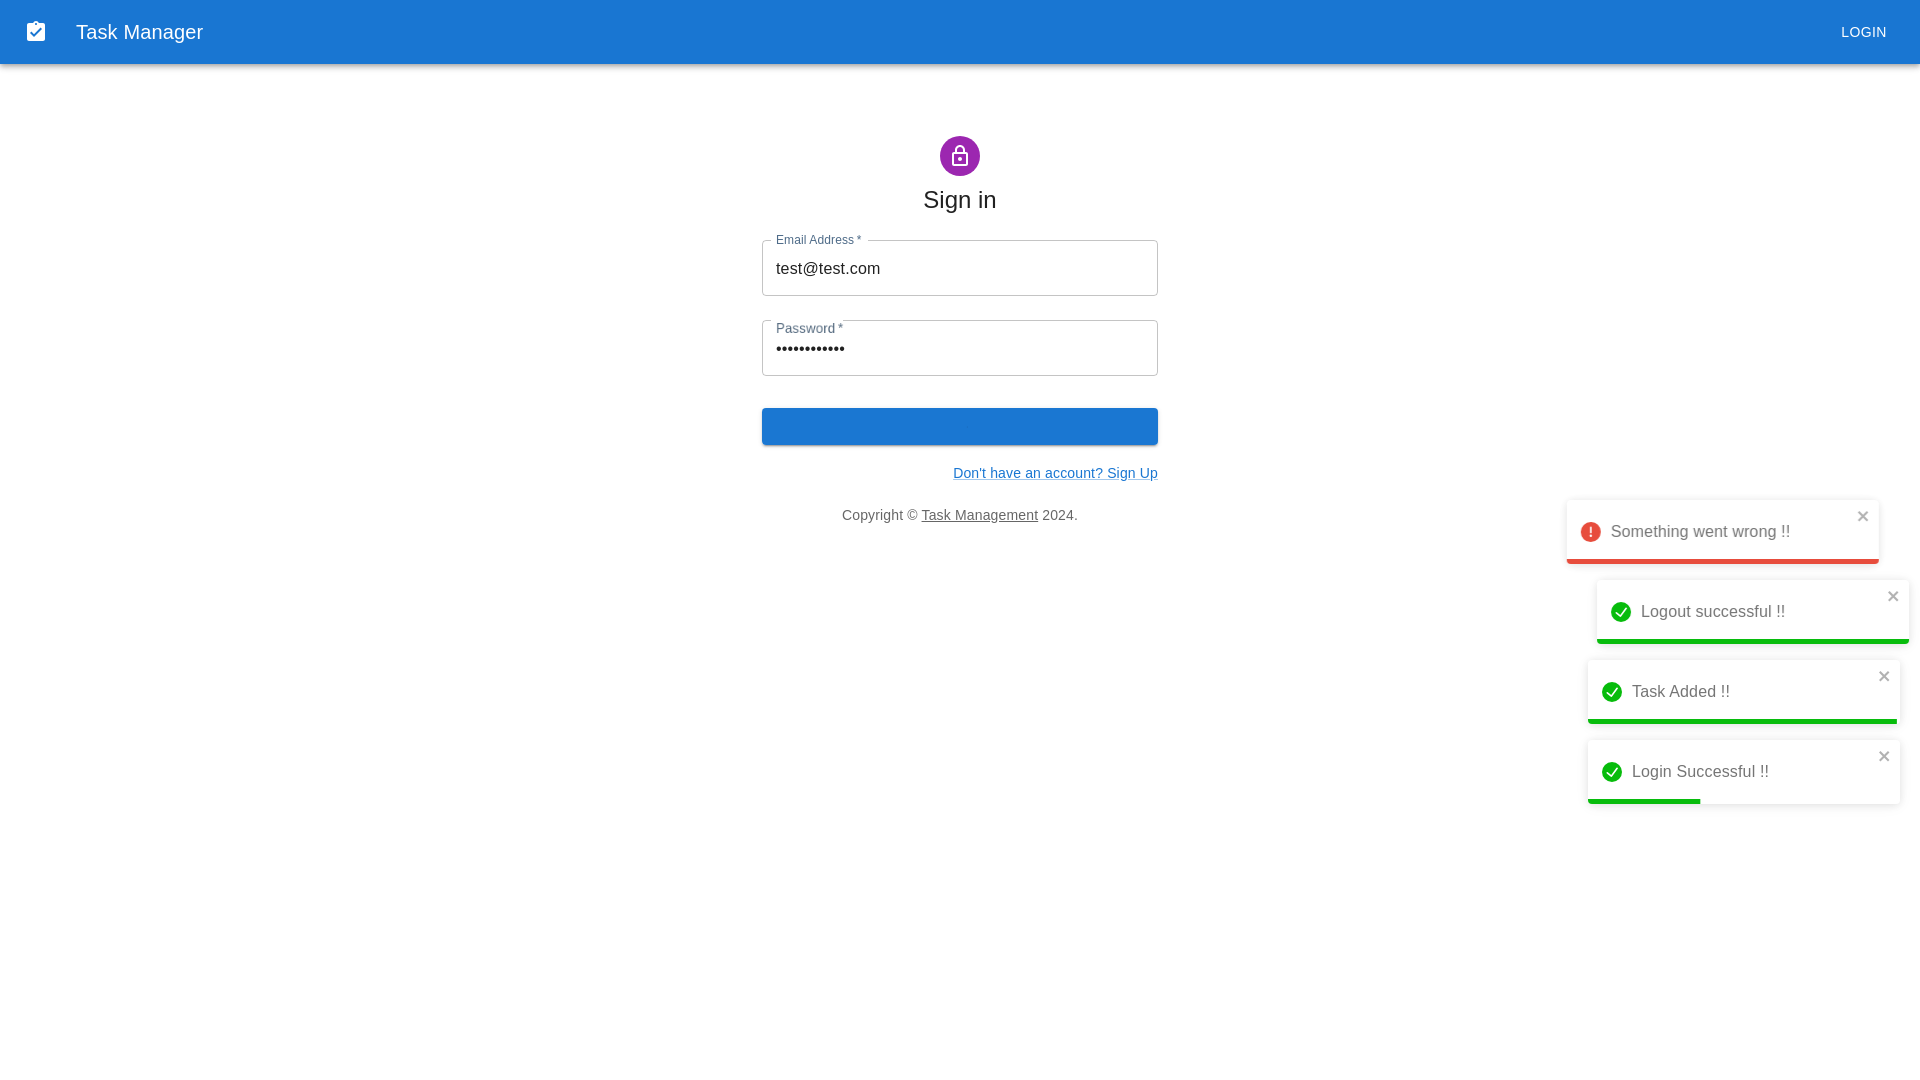 Task Manager
LOGIN
Sign in
Email Address *
test@test.com
Password *
••••••••••••
Don't have an account? Sign Up
Copyright © Task Management 2024.
Something went wrong !!
Logout successful !!
Task Added !!
Login Successful !!